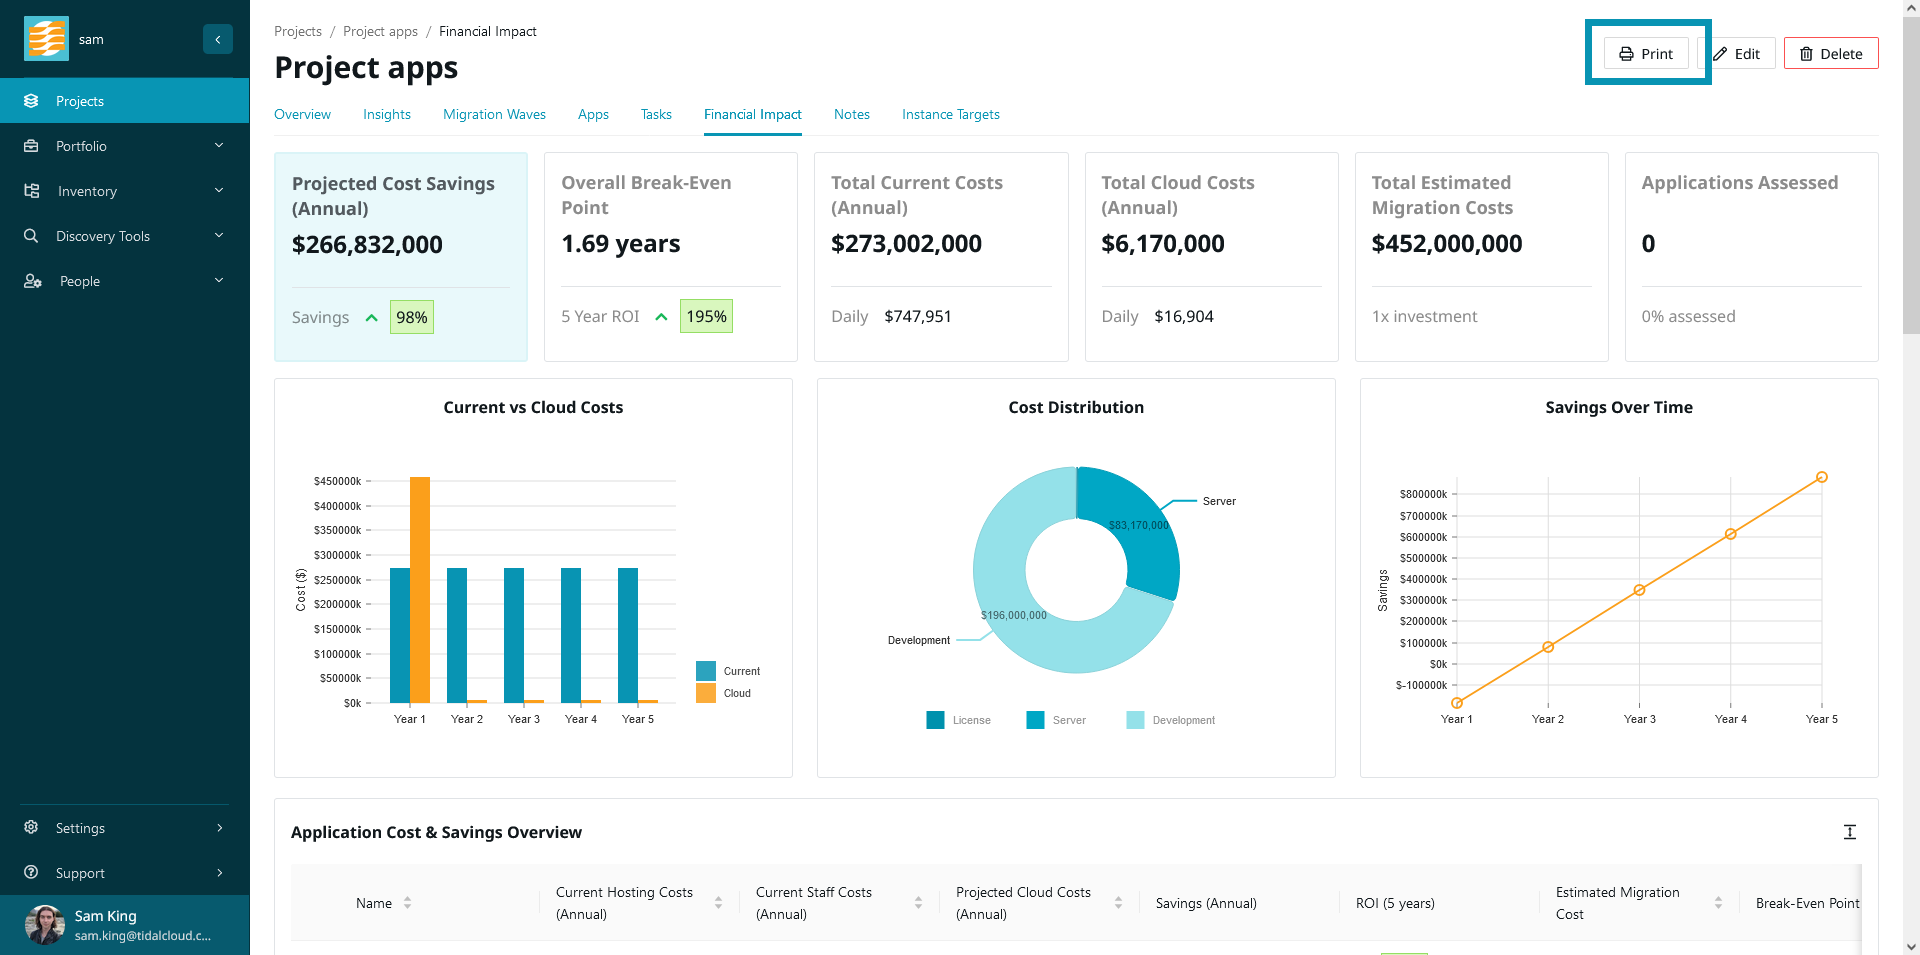 sam
Projects
Portfolio
Inventory
Discovery Tools
People
Settings
Support
Sam King
sam.king@tidalcloud.c...
Projects / Project apps / Financial Impact
Project apps
Print
Edit
Delete
Overview Insights Migration Waves Apps Tasks Financial Impact Notes Instance Targets
Projected Cost Savings
(Annual)
$266,832,000
Savings 98%
Overall Break-Even
Point
1.69 years
5 Year ROI 195%
Total Current Costs
(Annual)
$273,002,000
Daily $747,951
Total Cloud Costs
(Annual)
$6,170,000
Daily $16,904
Total Estimated
Migration Costs
$452,000,000
1x investment
Applications Assessed
0
0% assessed
Current vs Cloud Costs
Cost ($)
$450000k
$400000k
$350000k
$300000k
$250000k
$200000k
$150000k
$100000k
$50000k
$0k
Year 1 Year 2 Year 3 Year 4 Year 5
Current
Cloud
Cost Distribution
Server
$83,170,000
$196,000,000
Development
License Server Development
Savings Over Time
Savings
$800000k
$700000k
$600000k
$500000k
$400000k
$300000k
$200000k
$100000k
$0k
$-100000k
Year 1 Year 2 Year 3 Year 4 Year 5
Application Cost & Savings Overview
Name
Current Hosting Costs
(Annual)
Current Staff Costs
(Annual)
Projected Cloud Costs
(Annual)
Savings (Annual)
ROI (5 years)
Estimated Migration
Cost
Break-Even Point